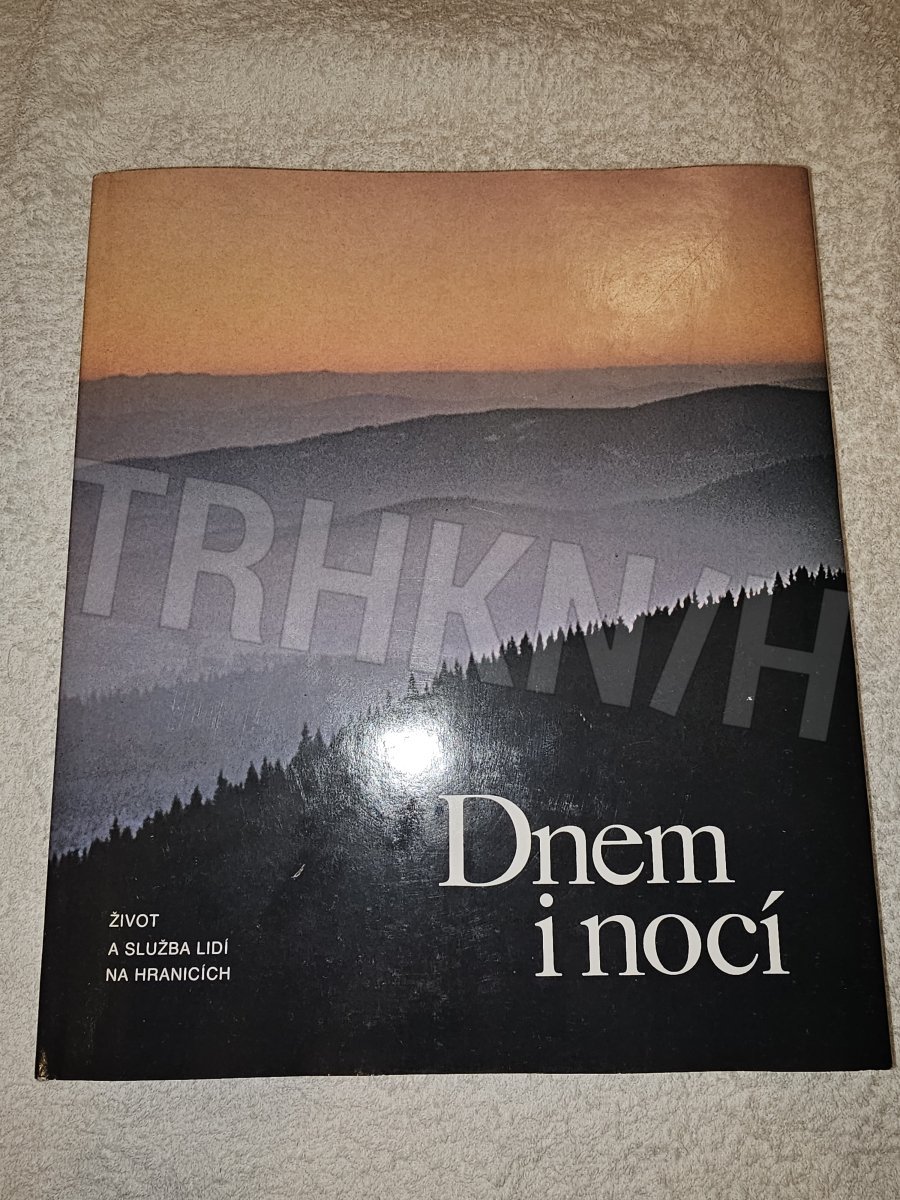 TRHKNIH
Dnem
i nocí
ŽIVOT
A SLUŽBA LIDÍ
NA HRANICÍCH